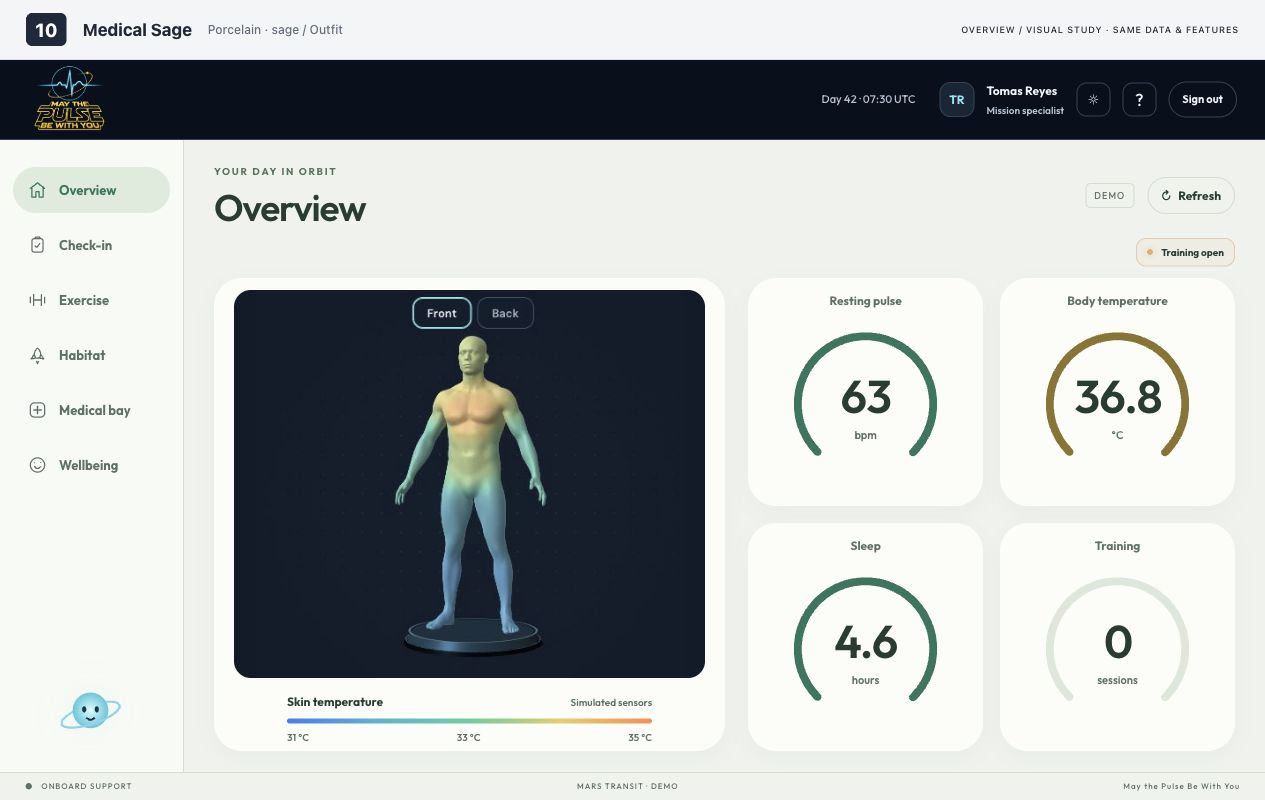 10 Medical Sage Porcelain · sage / Outfit OVERVIEW / VISUAL STUDY · SAME DATA & FEATURES
MAY THE
PULSE
BE WITH YOU
Day 42 · 07:30 UTC
TR
Tomas Reyes
Mission specialist
?
Sign out
Overview
Check-in
Exercise
Habitat
Medical bay
Wellbeing
YOUR DAY IN ORBIT
Overview
DEMO
Refresh
Training open
Front Back
Skin temperature Simulated sensors
31 °C 33 °C 35 °C
Resting pulse
63
bpm
Body temperature
36.8
°C
Sleep
4.6
hours
Training
0
sessions
ONBOARD SUPPORT MARS TRANSIT · DEMO May the Pulse Be With You